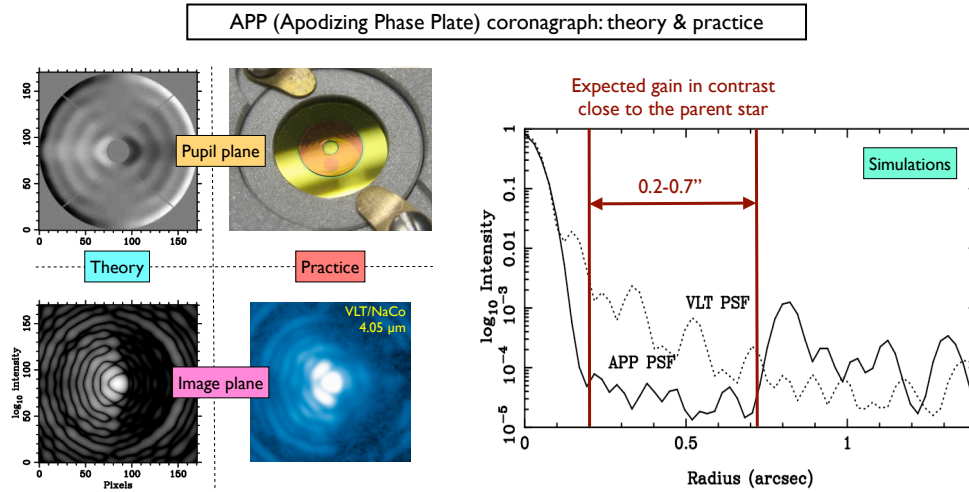 APP (Apodizing Phase Plate) coronagraph: theory & practice
150
100
50
0
0
50
100
150
Pupil plane
Theory
Practice
log₁₀ intensity
150
100
50
0
0
50
100
150
Pixels
Image plane
VLT/NaCo
4.05 μm
Expected gain in contrast
close to the parent star
Simulations
0.2-0.7”
log₁₀ Intensity
1
0.1
0.01
10⁻³
10⁻⁴
10⁻⁵
VLT PSF
APP PSF
0
0.5
1
Radius (arcsec)